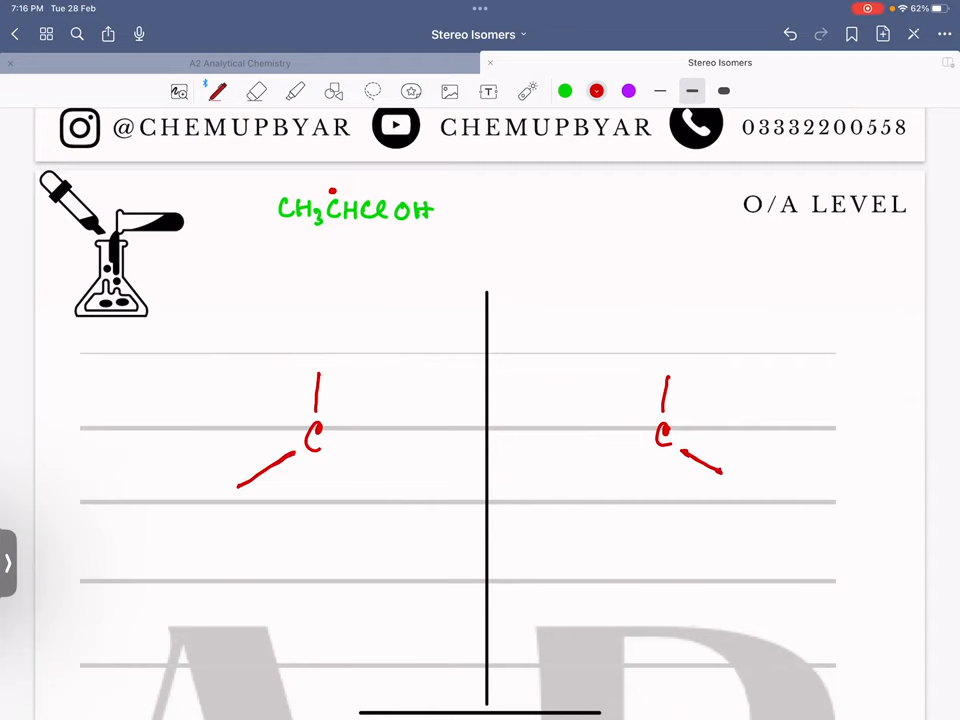 7:16 PM Tue 28 Feb
62%
Stereo Isomers
A2 Analytical Chemistry
Stereo Isomers
T
@CHEMUPBYAR CHEMUPBYAR 03332200558
CH₃CHClOH
O/A LEVEL
C
C
AR